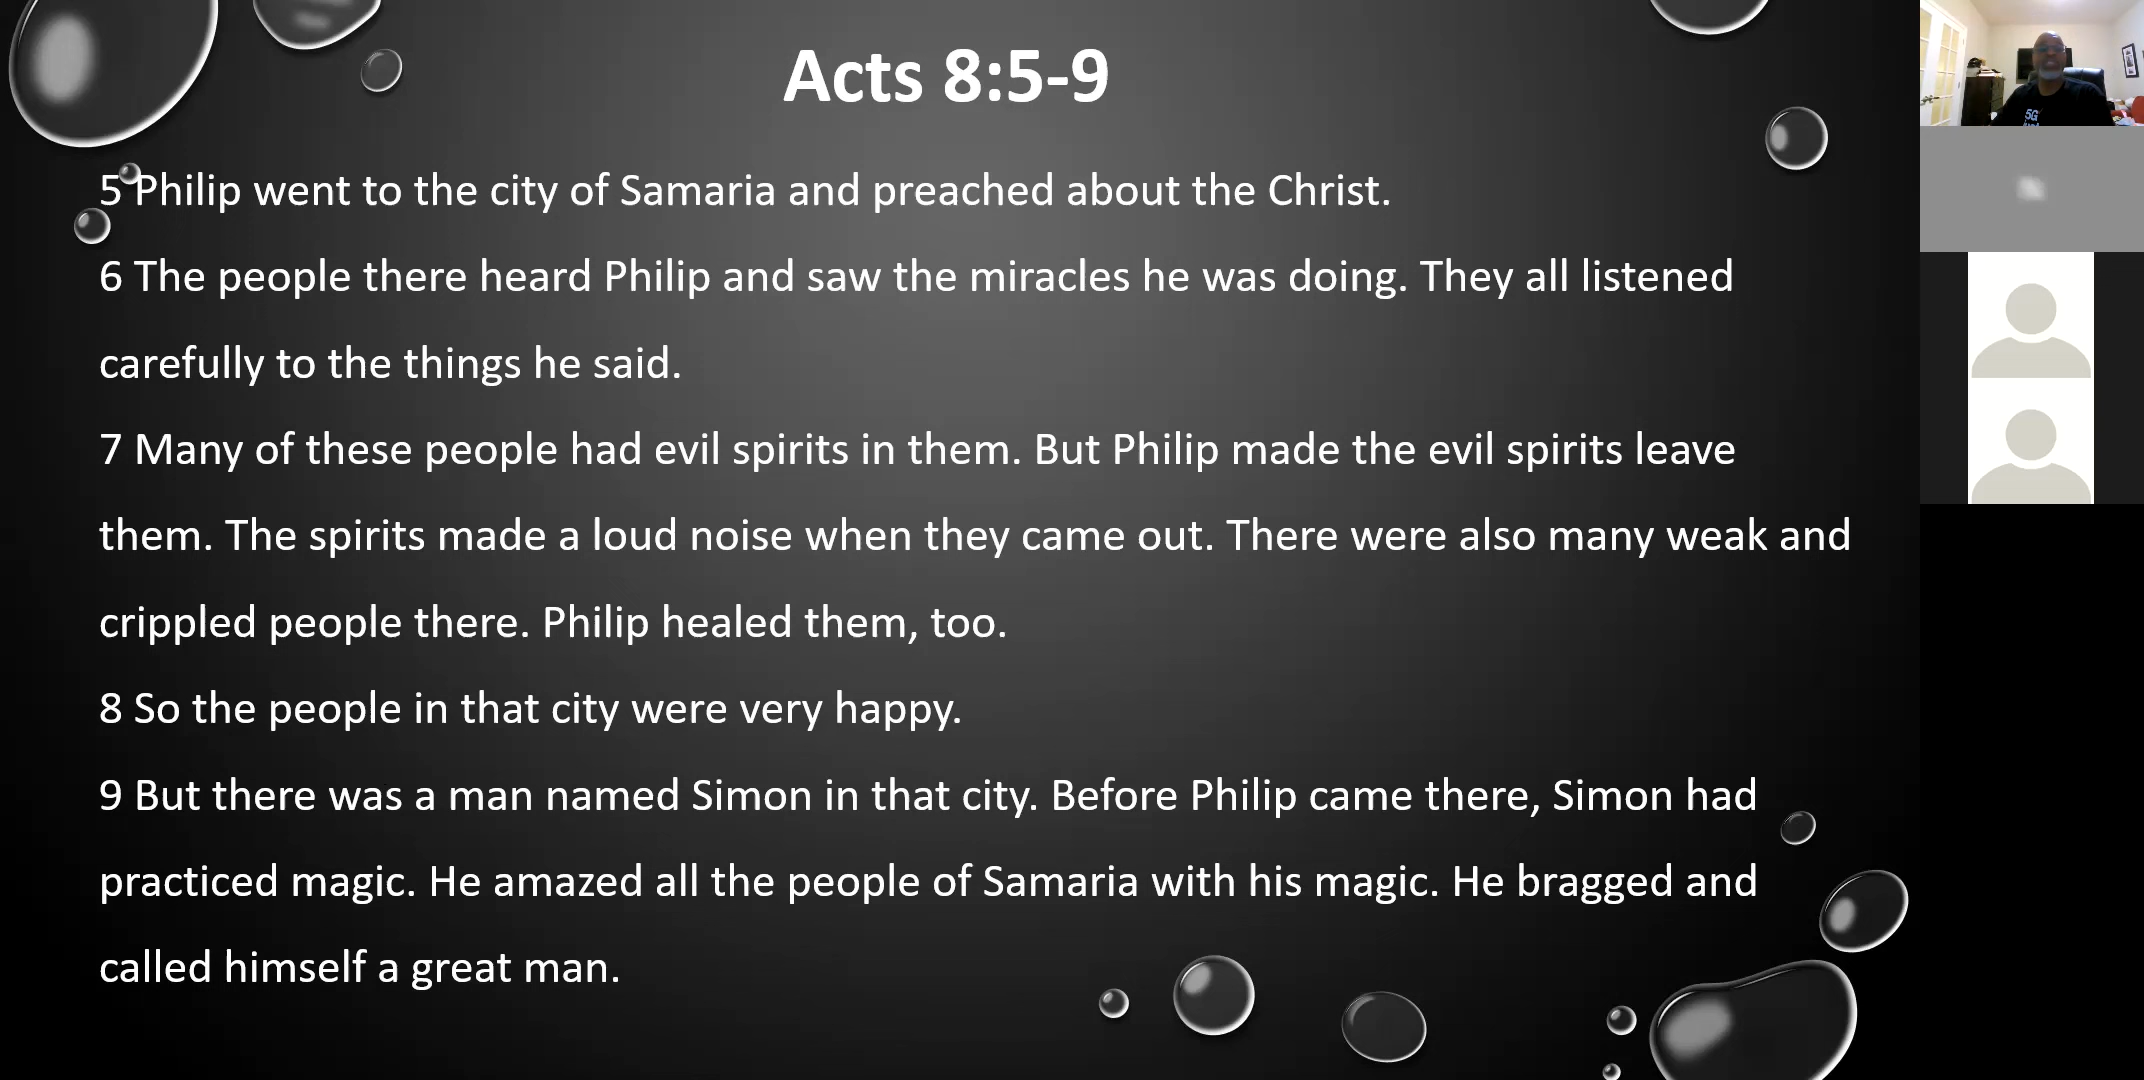 Acts 8:5-9
5 Philip went to the city of Samaria and preached about the Christ.
6 The people there heard Philip and saw the miracles he was doing. They all listened
carefully to the things he said.
7 Many of these people had evil spirits in them. But Philip made the evil spirits leave
them. The spirits made a loud noise when they came out. There were also many weak and
crippled people there. Philip healed them, too.
8 So the people in that city were very happy.
9 But there was a man named Simon in that city. Before Philip came there, Simon had
practiced magic. He amazed all the people of Samaria with his magic. He bragged and
called himself a great man.
5G